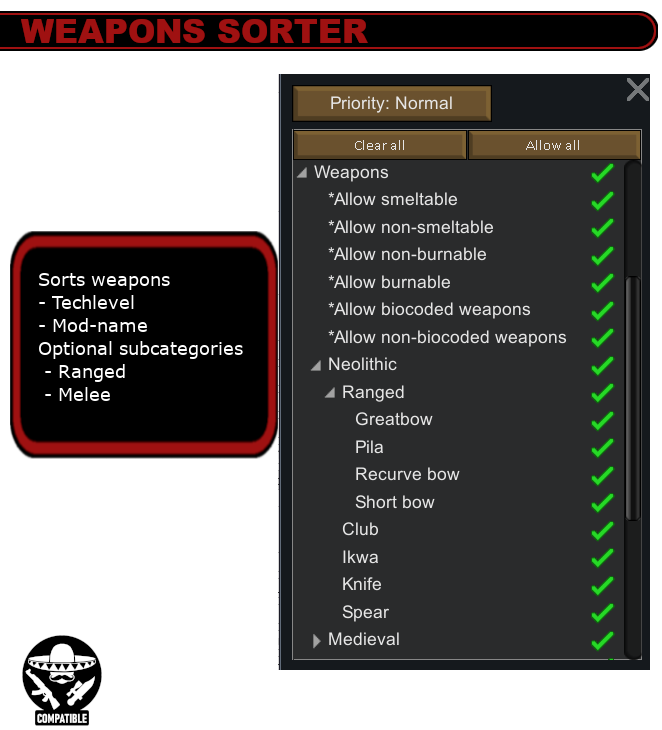 WEAPONS SORTER
Sorts weapons
- Techlevel
- Mod-name
Optional subcategories
- Ranged
- Melee
Priority: Normal
Clear all
Allow all
Weapons
*Allow smeltable
*Allow non-smeltable
*Allow non-burnable
*Allow burnable
*Allow biocoded weapons
*Allow non-biocoded weapons
Neolithic
Ranged
Greatbow
Pila
Recurve bow
Short bow
Club
Ikwa
Knife
Spear
Medieval
COMPATIBLE